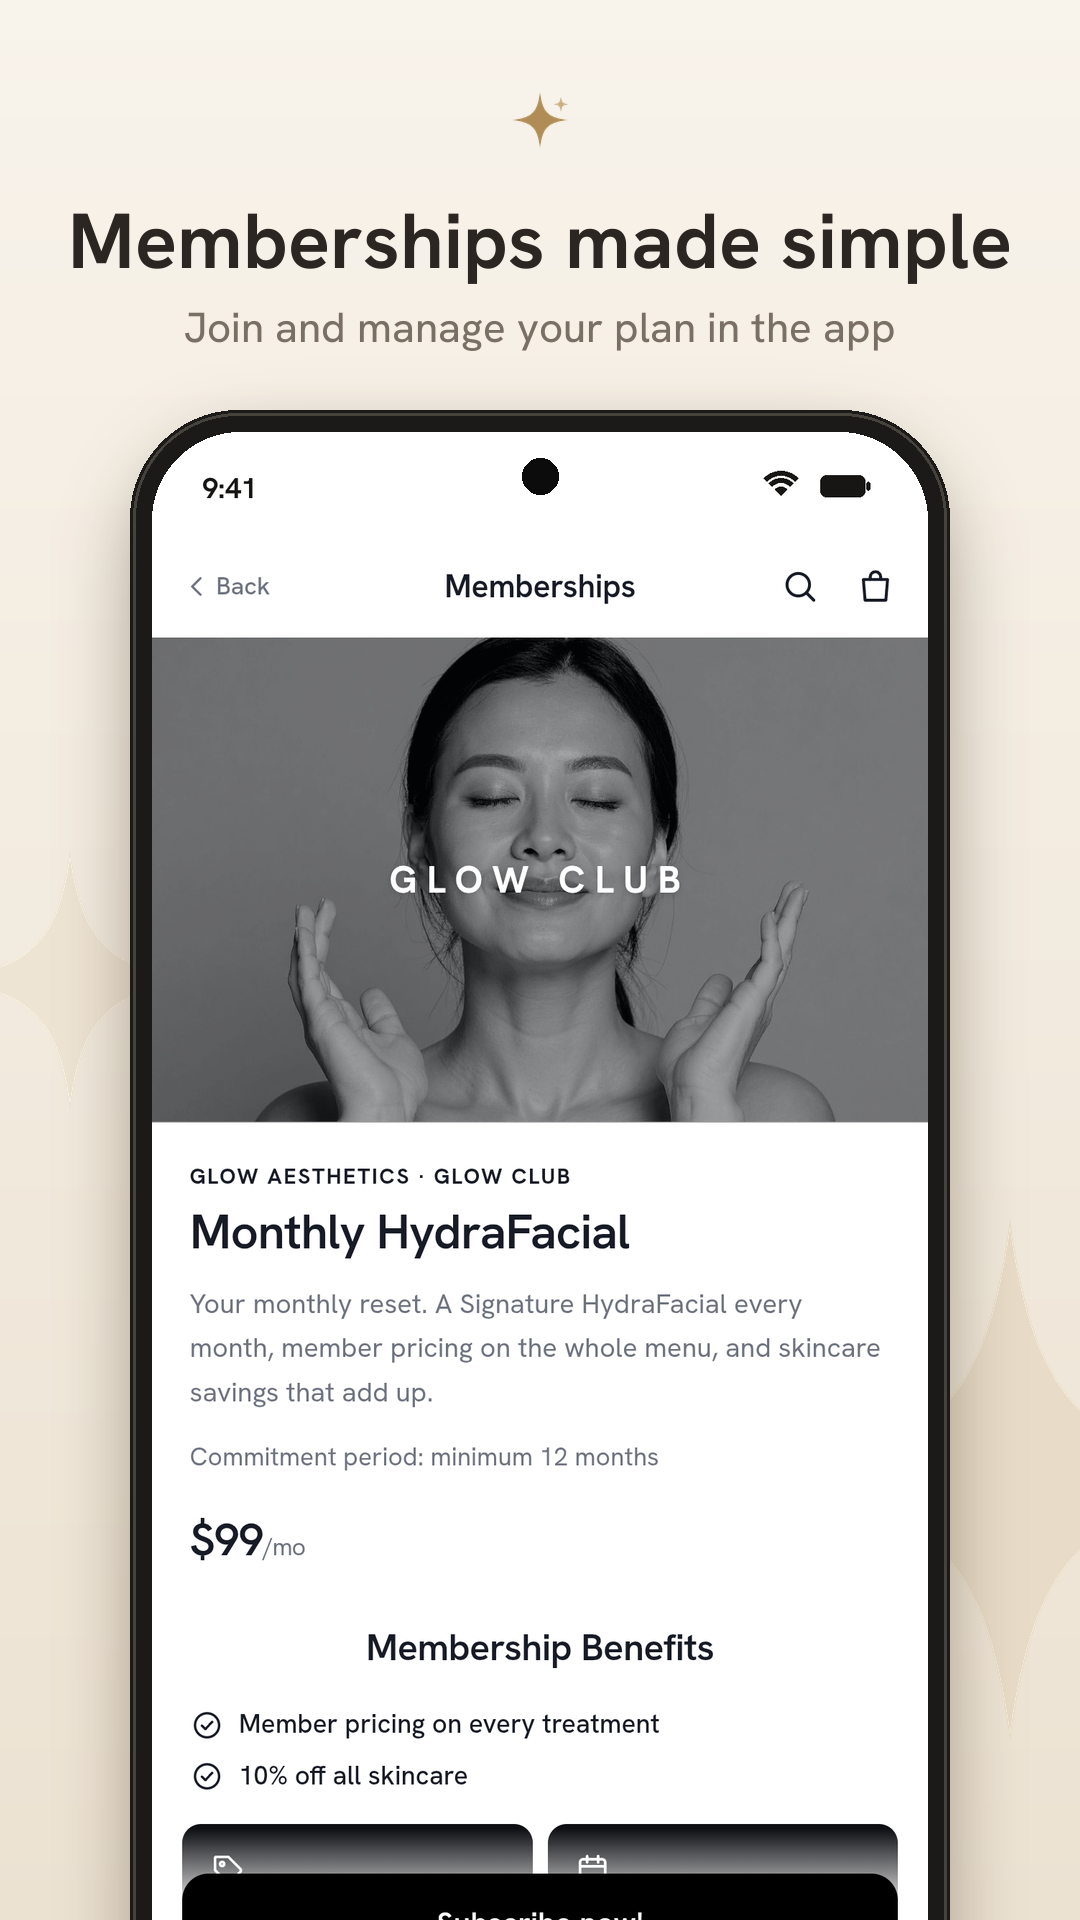 Memberships made simple
Join and manage your plan in the app
9:41
Back
Memberships
GLOW CLUB
GLOW AESTHETICS · GLOW CLUB
Monthly HydraFacial
Your monthly reset. A Signature HydraFacial every
month, member pricing on the whole menu, and skincare
savings that add up.
Commitment period: minimum 12 months
$99/mo
Membership Benefits
Member pricing on every treatment
10% off all skincare
Subscribe now!